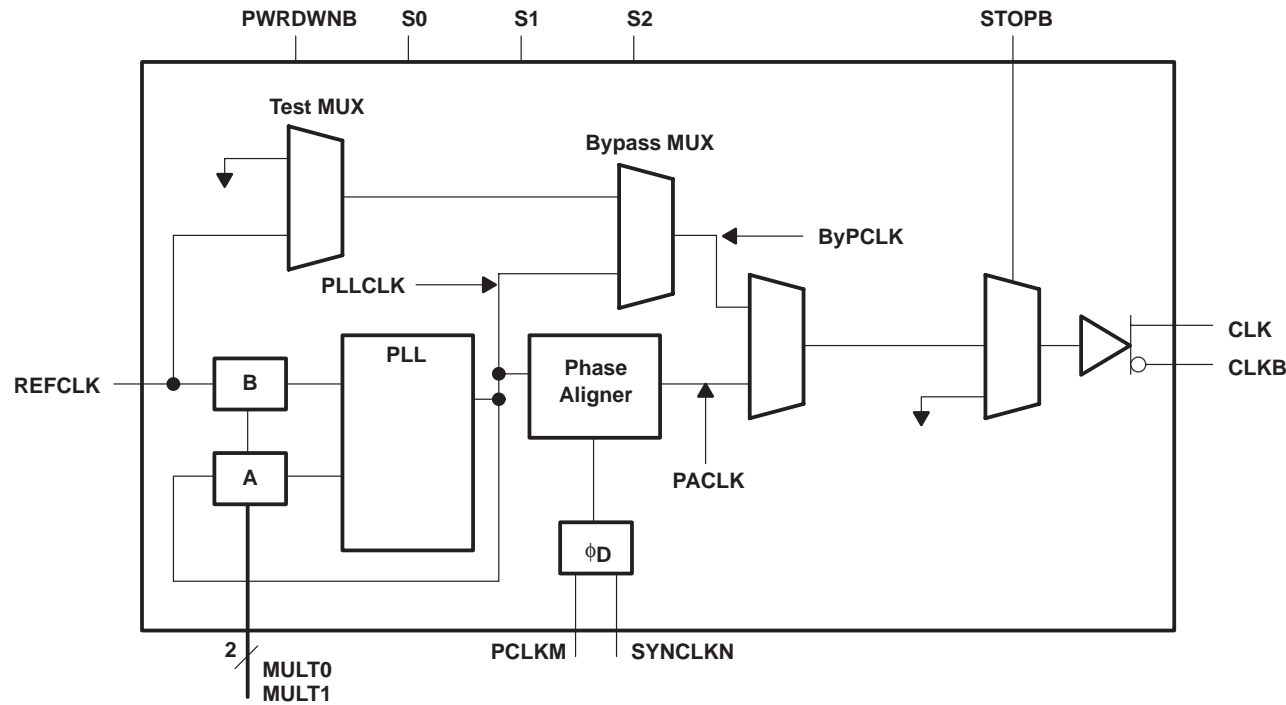 PWRDWNB
S0
S1
S2
STOPB
Test MUX
Bypass MUX
ByPCLK
PLLCLK
PLL
Phase
Aligner
CLK
CLKB
REFCLK
B
A
PACLK
ϕD
2
MULT0
MULT1
PCLKM
SYNCLKN